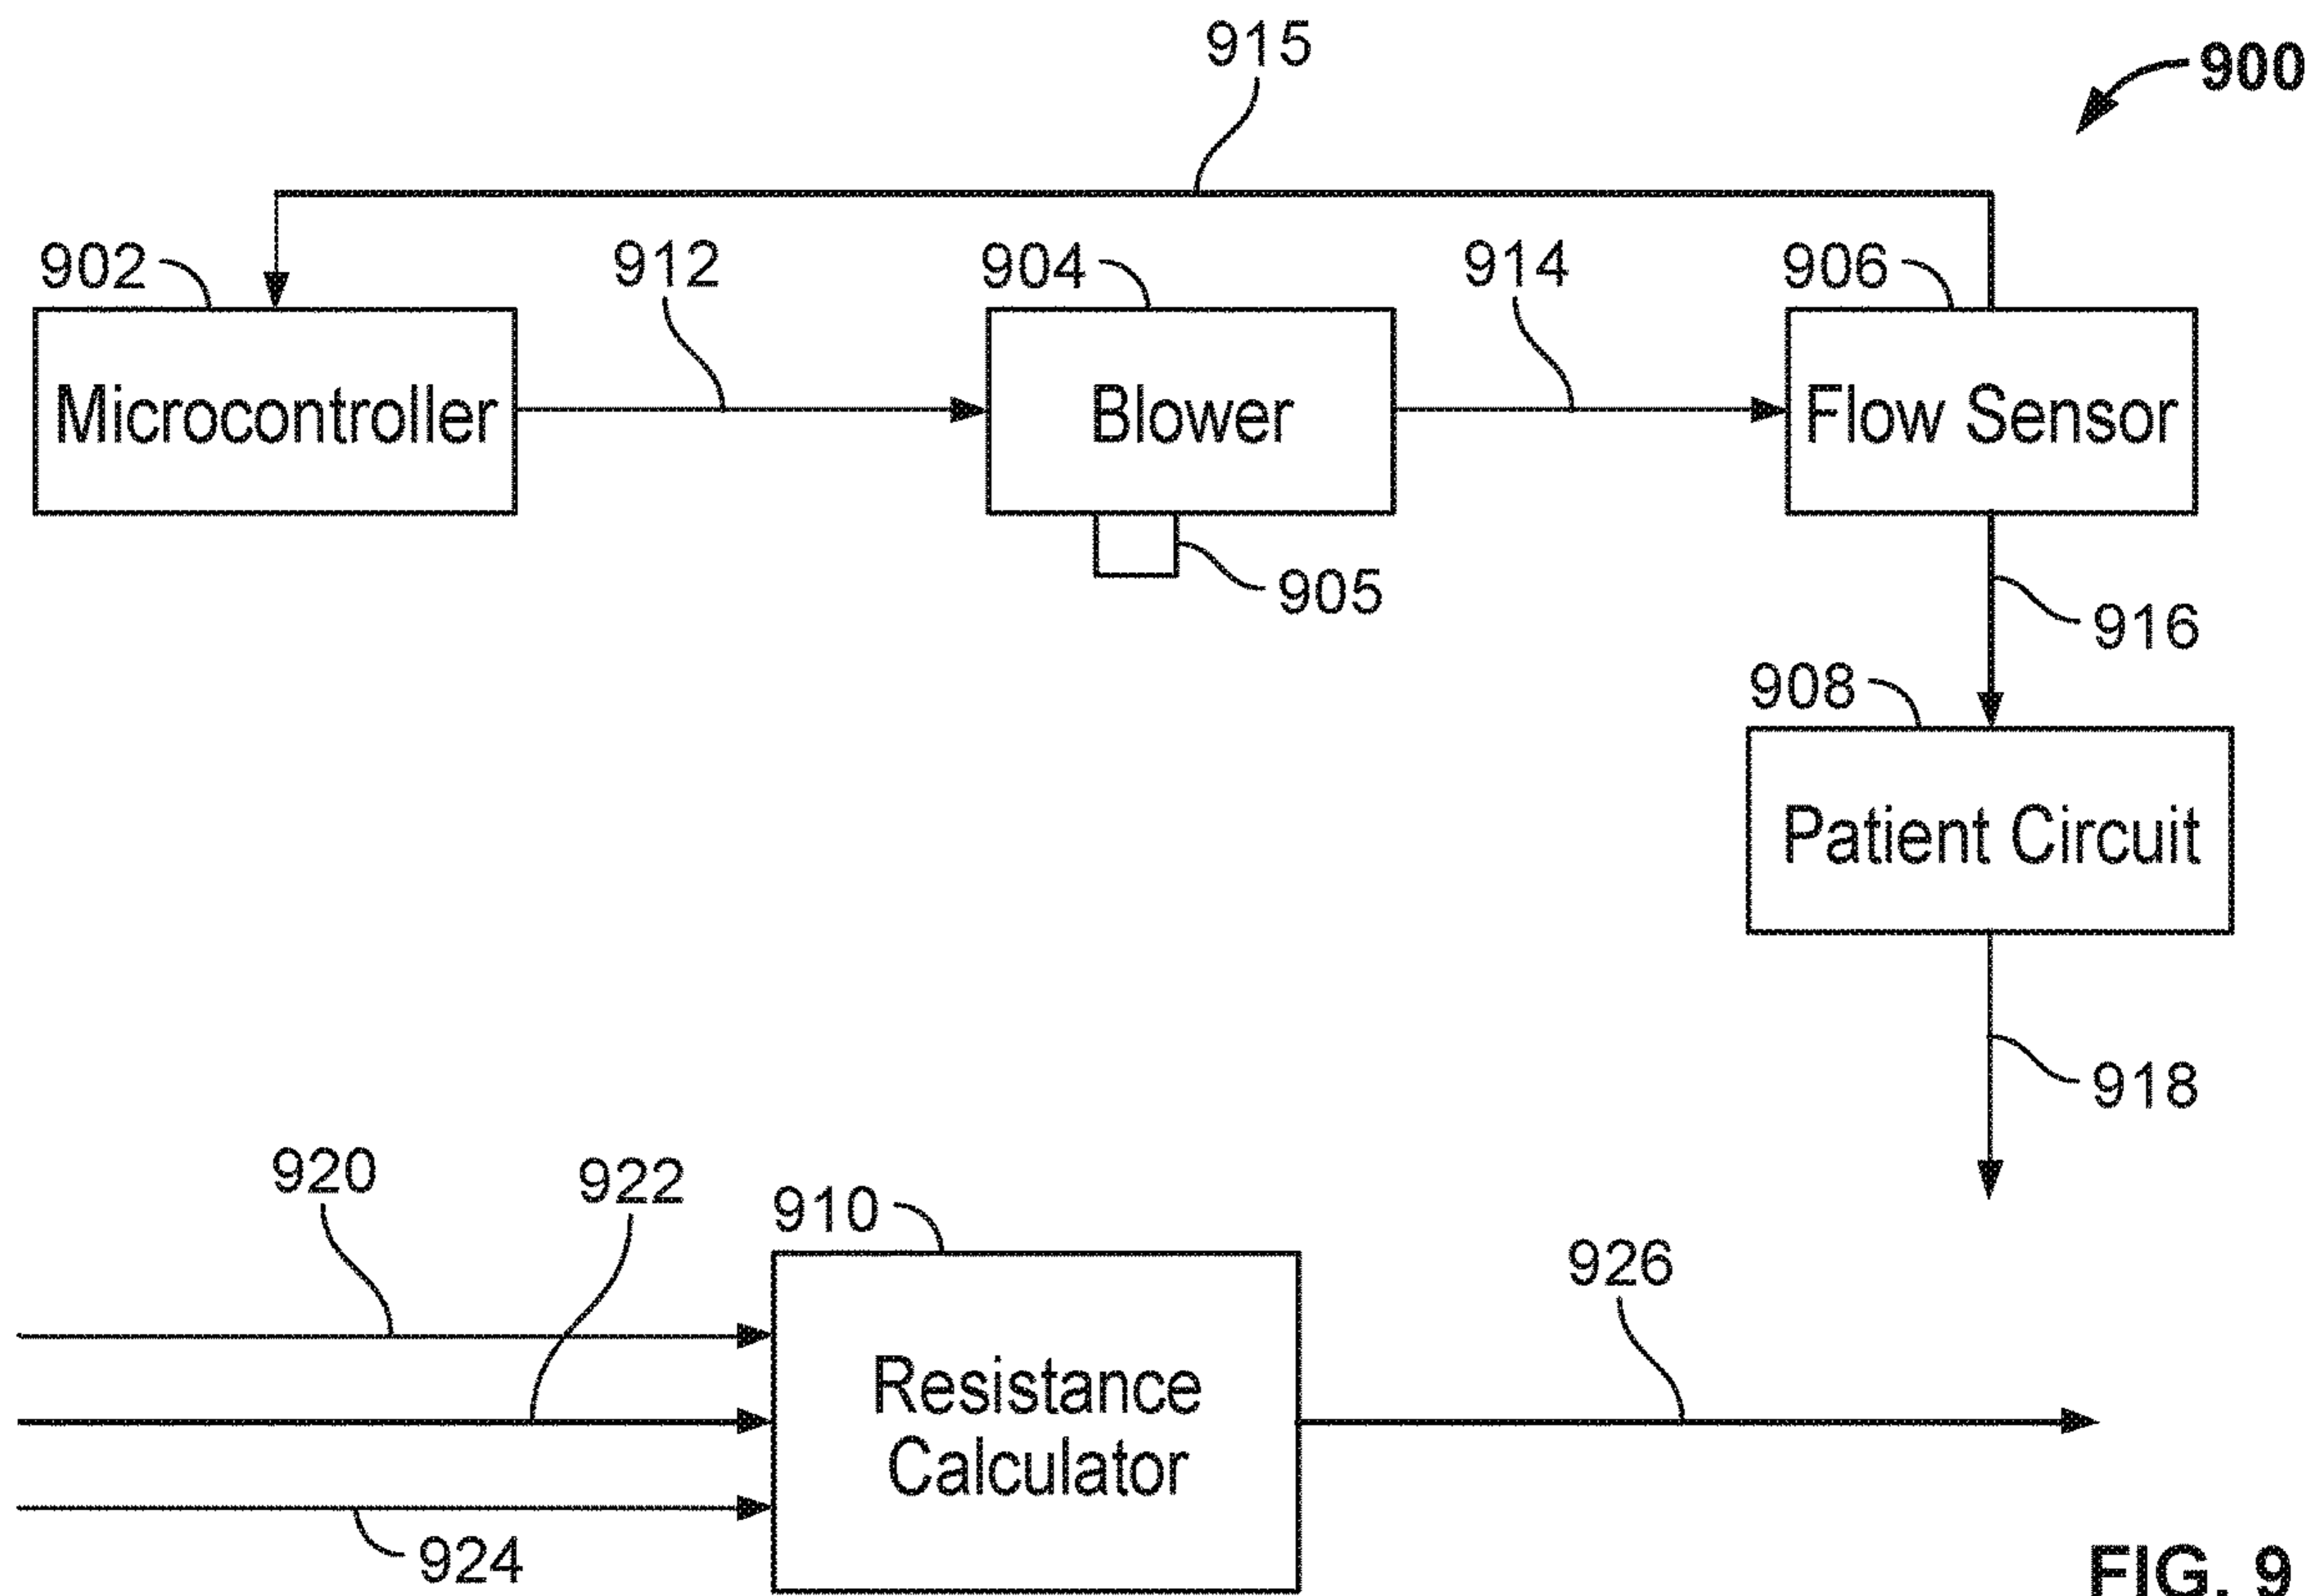 915
900
902
912
904
914
906
Microcontroller
Blower
Flow Sensor
905
916
908
Patient Circuit
918
920
922
910
926
Resistance
Calculator
924
FIG. 9